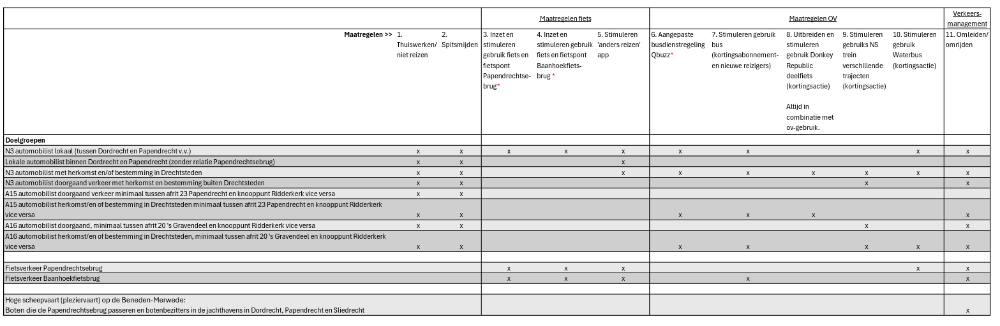 Maatregelen fiets
Maatregelen OV
Verkeers-
management
Maatregelen >>
1.
Thuiswerken/
niet reizen
2.
Spitsmijden
3. Inzet en
stimuleren
gebruik fiets en
fietspont
Papendrechtse-
brug*
4. Inzet en
stimuleren gebruik
fiets en fietspont
Baanhoekfiets-
brug *
5. Stimuleren
'anders reizen'
app
6. Aangepaste
busdienstregeling
Qbuzz*
7. Stimuleren gebruik
bus
(kortingsabonnement-
en nieuwe reizigers)
8. Uitbreiden en
stimuleren
gebruik Donkey
Republic
deelfiets
(kortingsactie)
Altijd in
combinatie met
ov-gebruik.
9. Stimuleren
gebruiks NS
trein
verschillende
trajecten
(kortingsactie)
10. Stimuleren
gebruik
Waterbus
(kortingsactie)
11. Omleiden/
omrijden
Doelgroepen
N3 automobilist lokaal (tussen Dordrecht en Papendrecht v.v.) x x x x x x x x x
Lokale automobilist binnen Dordrecht en Papendrecht (zonder relatie Papendrechtsebrug) x x x
N3 automobilist met herkomst en/of bestemming in Drechtsteden x x x x x x x x x
N3 automobilist doorgaand verkeer met herkomst en bestemming buiten Drechtsteden x x x x
A15 automobilist doorgaand verkeer minimaal tussen afrit 23 Papendrecht en knooppunt Ridderkerk vice versa x x
A15 automobilist herkomst/en of bestemming in Drechtsteden minimaal tussen afrit 23 Papendrecht en knooppunt Ridderkerk
vice versa x x x x x x
A16 automobilist doorgaand, minimaal tussen afrit 20 's Gravendeel en knooppunt Ridderkerk vice versa x x x x
A16 automobilist herkomst/en of bestemming in Drechtsteden, minimaal tussen afrit 20 's Gravendeel en knooppunt Ridderkerk
vice versa x x x x x x x
Fietsverkeer Papendrechtsebrug x x x x x
Fietsverkeer Baanhoekfietsbrug x x x x x
Hoge scheepvaart (pleziervaart) op de Beneden-Merwede:
Boten die de Papendrechtsebrug passeren en botenbezitters in de jachthavens in Dordrecht, Papendrecht en Sliedrecht x